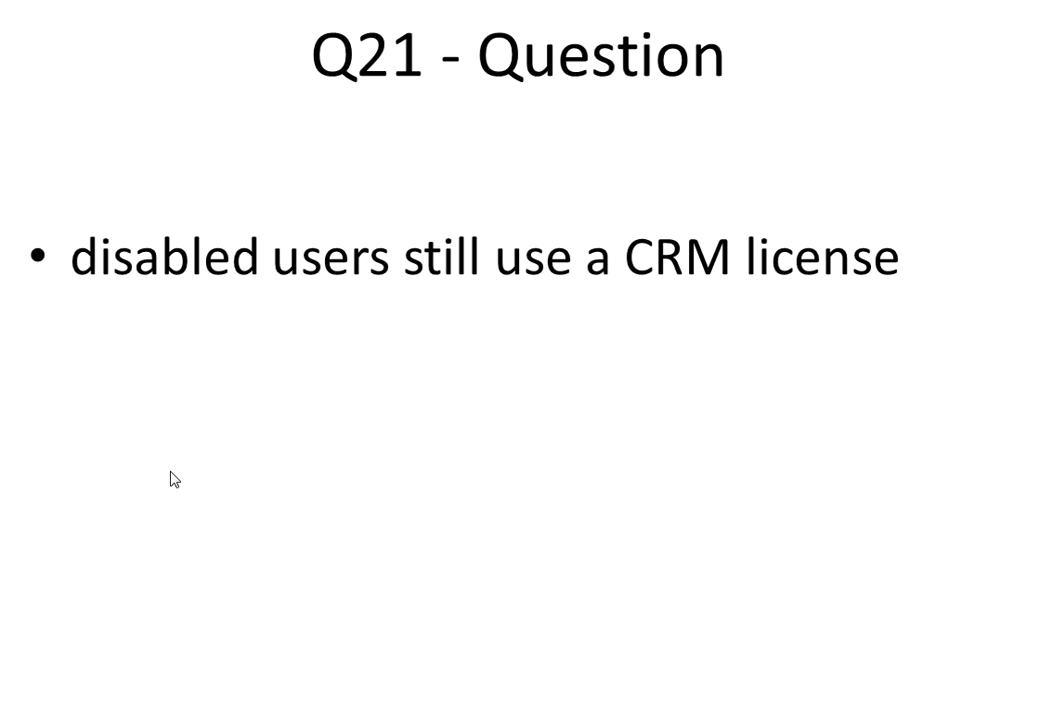 Q21 - Question
• disabled users still use a CRM license